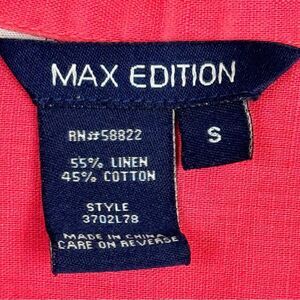 MAX EDITION
RN#58822
S
55% LINEN
45% COTTON
STYLE
3702L78
MADE IN CHINA
CARE ON REVERSE